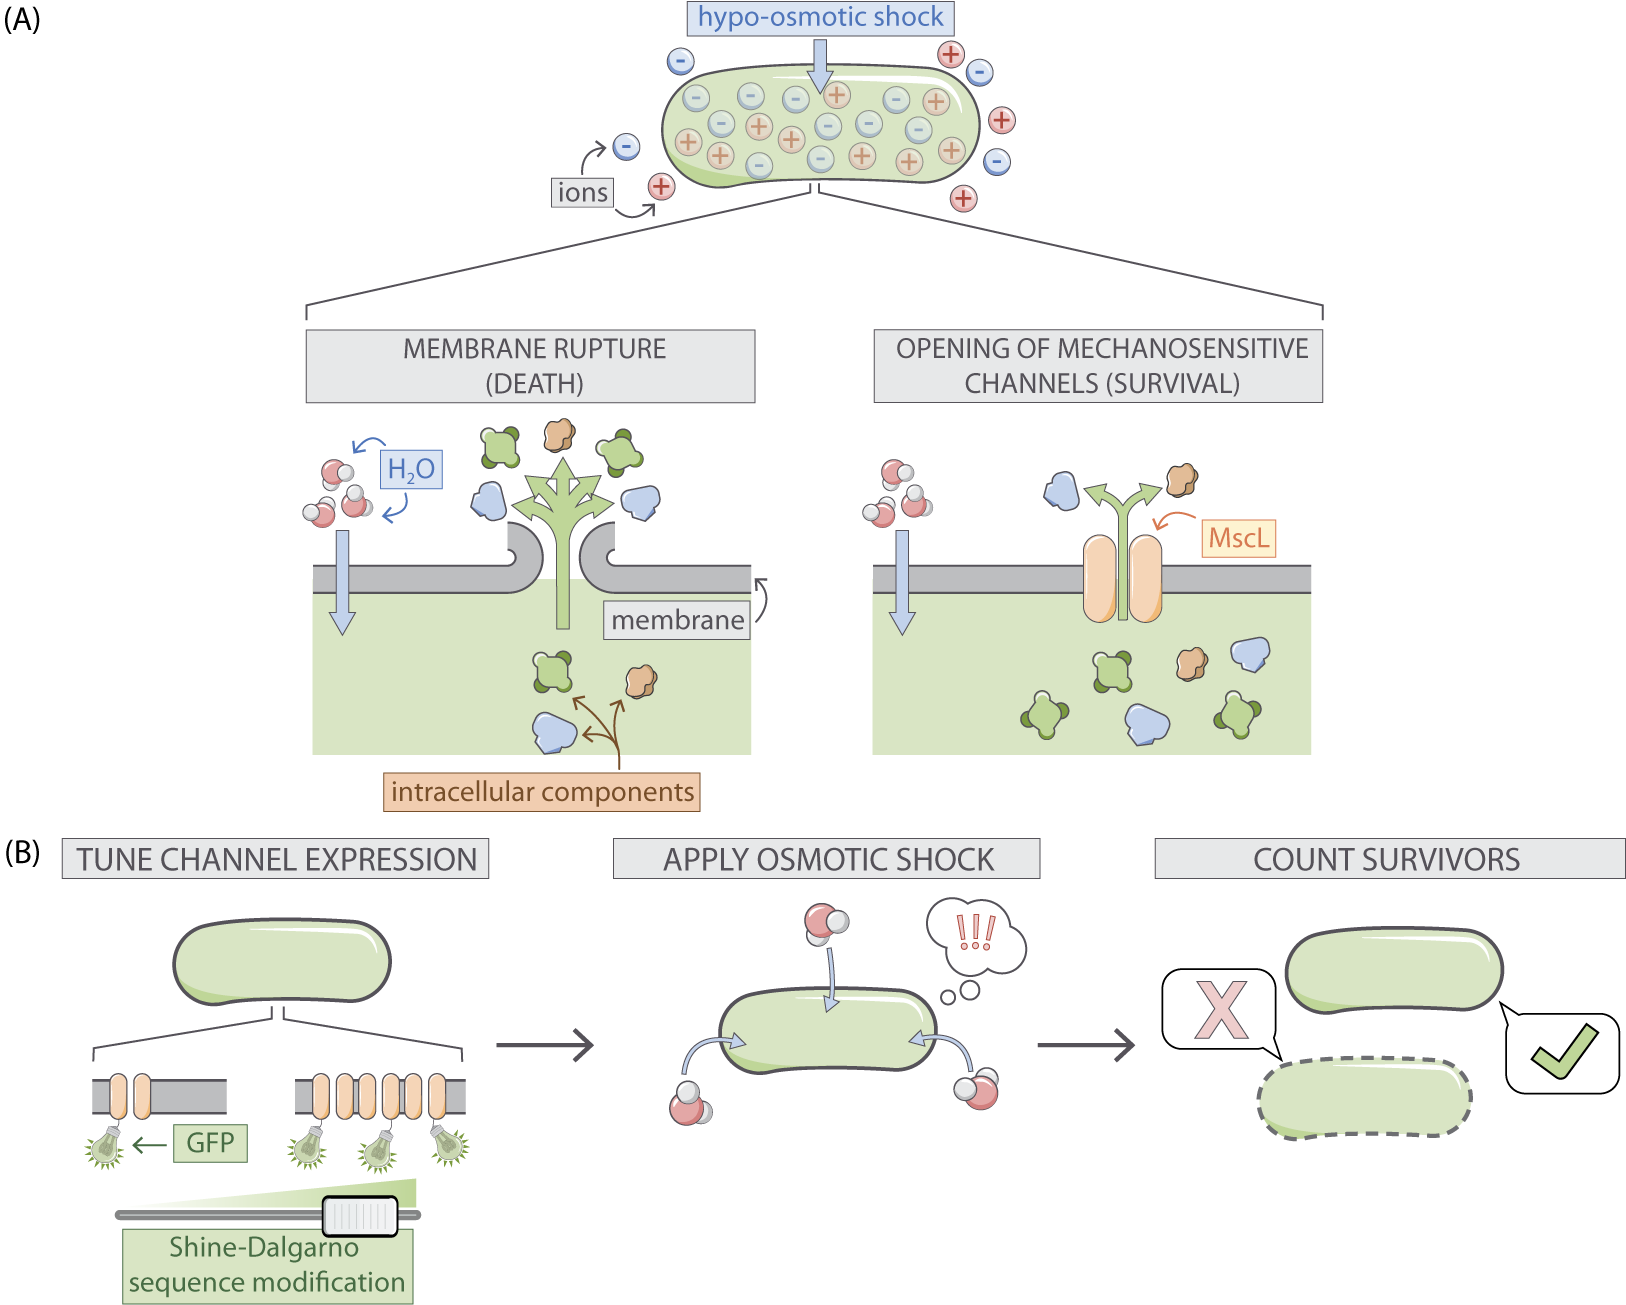 (A)
hypo-osmotic shock
ions
MEMBRANE RUPTURE
(DEATH)
OPENING OF MECHANOSENSITIVE
CHANNELS (SURVIVAL)
H₂O
MscL
membrane
intracellular components
(B)
TUNE CHANNEL EXPRESSION
APPLY OSMOTIC SHOCK
COUNT SURVIVORS
!!!
X
GFP
Shine-Dalgarno
sequence modification